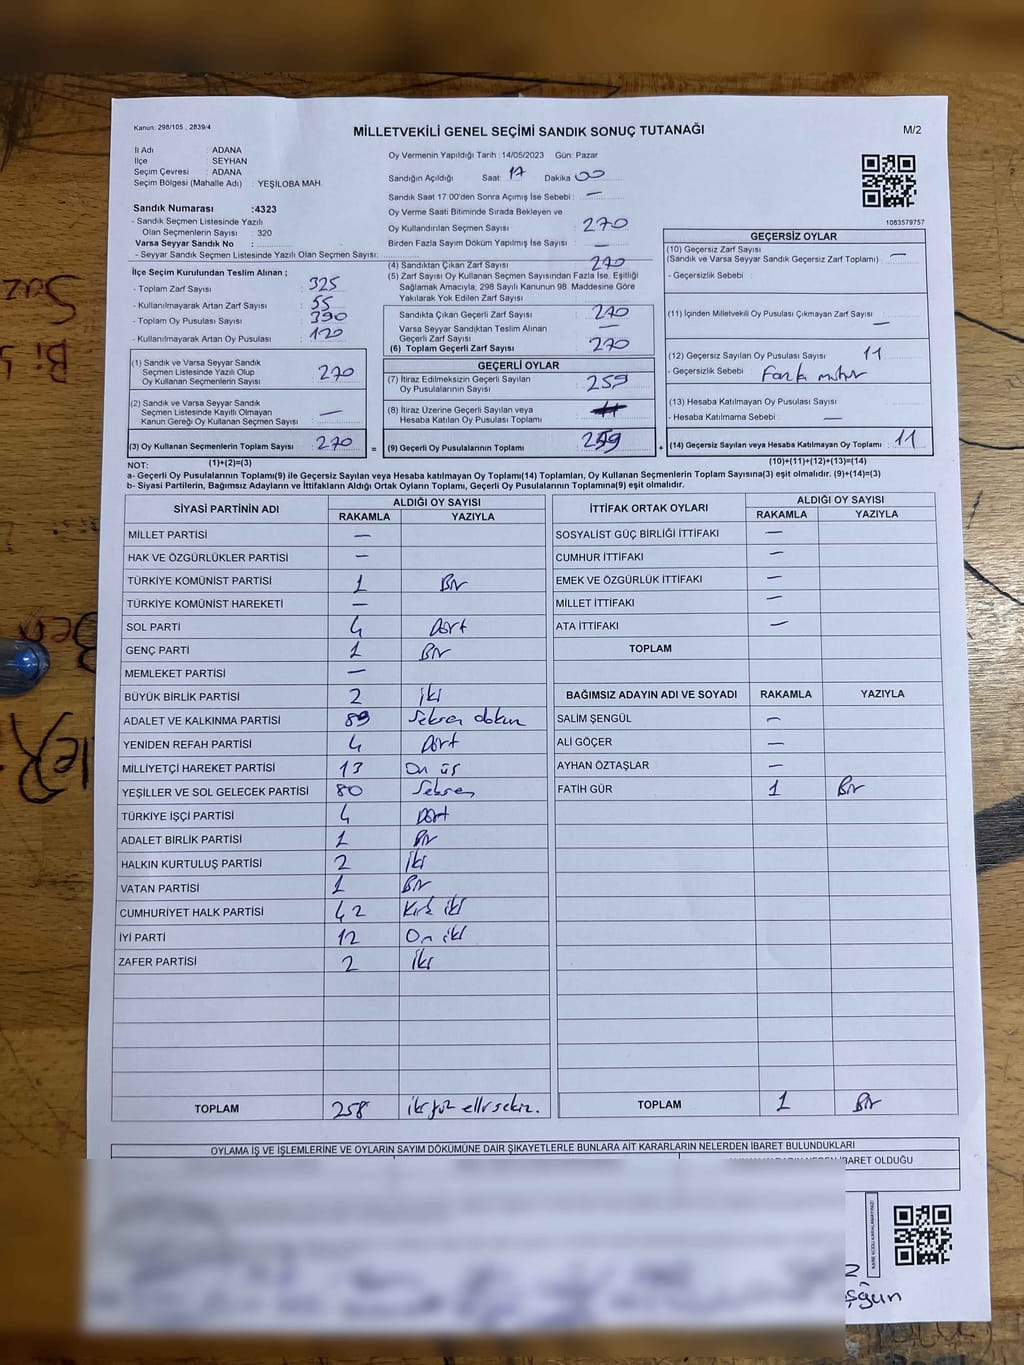 Kanun: 298/105 , 2839/4
MİLLETVEKİLİ GENEL SEÇİMİ SANDIK SONUÇ TUTANAĞI
M/2
İl Adı : ADANA
İlçe : SEYHAN
Seçim Çevresi : ADANA
Seçim Bölgesi (Mahalle Adı) : YEŞİLOBA MAH.
Sandık Numarası :4323
- Sandık Seçmen Listesinde Yazılı
Olan Seçmenlerin Sayısı : 320
Varsa Seyyar Sandık No :
- Seyyar Sandık Seçmen Listesinde Yazılı Olan Seçmen Sayısı:
Oy Vermenin Yapıldığı Tarih :14/05/2023 Gün: Pazar
Sandığın Açıldığı Saat: 17 Dakika 00
Sandık Saat 17.00'den Sonra Açımış İse Sebebi : —
Oy Verme Saati Bitiminde Sırada Bekleyen ve
Oy Kullandırılan Seçmen Sayısı : 270
Birden Fazla Sayım Döküm Yapılmış İse Sayısı : —
1083579757
İlçe Seçim Kurulundan Teslim Alınan ;
- Toplam Zarf Sayısı : 325
- Kullanılmayarak Artan Zarf Sayısı : 55
- Toplam Oy Pusulası Sayısı : 390
- Kullanılmayarak Artan Oy Pusulası : 120
(4) Sandıktan Çıkan Zarf Sayısı : 270
(5) Zarf Sayısı Oy Kullanan Seçmen Sayısından Fazla İse, Eşitliği
Sağlamak Amacıyla, 298 Sayılı Kanunun 98. Maddesine Göre
Yakılarak Yok Edilen Zarf Sayısı :
Sandıkta Çıkan Geçerli Zarf Sayısı : 270
Varsa Seyyar Sandıktan Teslim Alınan
Geçerli Zarf Sayısı : —
(6) Toplam Geçerli Zarf Sayısı : 270
GEÇERSİZ OYLAR
(10) Geçersiz Zarf Sayısı
(Sandık ve Varsa Seyyar Sandık Geçersiz Zarf Toplamı) : —
- Geçersizlik Sebebi :
(11) İçinden Milletvekili Oy Pusulası Çıkmayan Zarf Sayısı : —
(12) Geçersiz Sayılan Oy Pusulası Sayısı : 11
- Geçersizlik Sebebi :
(13) Hesaba Katılmayan Oy Pusulası Sayısı :
- Hesaba Katılmama Sebebi : —
(14) Geçersiz Sayılan veya Hesaba Katılmayan Oy Toplamı : 11
(1) Sandık ve Varsa Seyyar Sandık
Seçmen Listesinde Yazılı Olup
Oy Kullanan Seçmenlerin Sayısı : 270
(2) Sandık ve Varsa Seyyar Sandık
Seçmen Listesinde Kayıtlı Olmayan
Kanun Gereği Oy Kullanan Seçmen Sayısı : —
(3) Oy Kullanan Seçmenlerin Toplam Sayısı : 270 =
GEÇERLİ OYLAR
(7) İtiraz Edilmeksizin Geçerli Sayılan
Oy Pusulalarının Sayısı : 259
(8) İtiraz Üzerine Geçerli Sayılan veya
Hesaba Katılan Oy Pusulası Toplamı :
(9) Geçerli Oy Pusulalarının Toplamı : 259 +
(1)+(2)=(3)
(10)+(11)+(12)+(13)=(14)
NOT:
a- Geçerli Oy Pusulalarının Toplamı(9) ile Geçersiz Sayılan veya Hesaba katılmayan Oy Toplamı(14) Toplamları, Oy Kullanan Seçmenlerin Toplam Sayısına(3) eşit olmalıdır. (9)+(14)=(3)
b- Siyasi Partilerin, Bağımsız Adayların ve İttifakların Aldığı Ortak Oyların Toplamı, Geçerli Oy Pusulalarının Toplamına(9) eşit olmalıdır.
SİYASİ PARTİNİN ADI ALDIĞI OY SAYISI
RAKAMLA YAZIYLA
MİLLET PARTİSİ —
HAK VE ÖZGÜRLÜKLER PARTİSİ —
TÜRKİYE KOMÜNİST PARTİSİ 1 Bir
TÜRKİYE KOMÜNİST HAREKETİ —
SOL PARTİ 4 Dört
GENÇ PARTİ 1 Bir
MEMLEKET PARTİSİ —
BÜYÜK BİRLİK PARTİSİ 2 iki
ADALET VE KALKINMA PARTİSİ 89 Seksen dokuz
YENİDEN REFAH PARTİSİ 4 Dört
MİLLİYETÇİ HAREKET PARTİSİ 13 On üç
YEŞİLLER VE SOL GELECEK PARTİSİ 80 Seksen
TÜRKİYE İŞÇİ PARTİSİ 4 Dört
ADALET BİRLİK PARTİSİ 1 Bir
HALKIN KURTULUŞ PARTİSİ 2 iki
VATAN PARTİSİ 1 Bir
CUMHURİYET HALK PARTİSİ 42 Kırk iki
İYİ PARTİ 12 On iki
ZAFER PARTİSİ 2 iki
TOPLAM 258 iki yüz elli sekiz.
İTTİFAK ORTAK OYLARI ALDIĞI OY SAYISI
RAKAMLA YAZIYLA
SOSYALİST GÜÇ BİRLİĞİ İTTİFAKI —
CUMHUR İTTİFAKI —
EMEK VE ÖZGÜRLÜK İTTİFAKI —
MİLLET İTTİFAKI —
ATA İTTİFAKI —
TOPLAM
BAĞIMSIZ ADAYIN ADI VE SOYADI RAKAMLA YAZIYLA
SALİM ŞENGÜL —
ALİ GÖÇER —
AYHAN ÖZTAŞLAR —
FATİH GÜR 1 Bir
TOPLAM 1 Bir
OYLAMA İŞ VE İŞLEMLERİNE VE OYLARIN SAYIM DÖKÜMÜNE DAİR ŞİKAYETLERLE BUNLARA AİT KARARLARIN NELERDEN İBARET BULUNDUKLARI
İBARET OLDUĞU